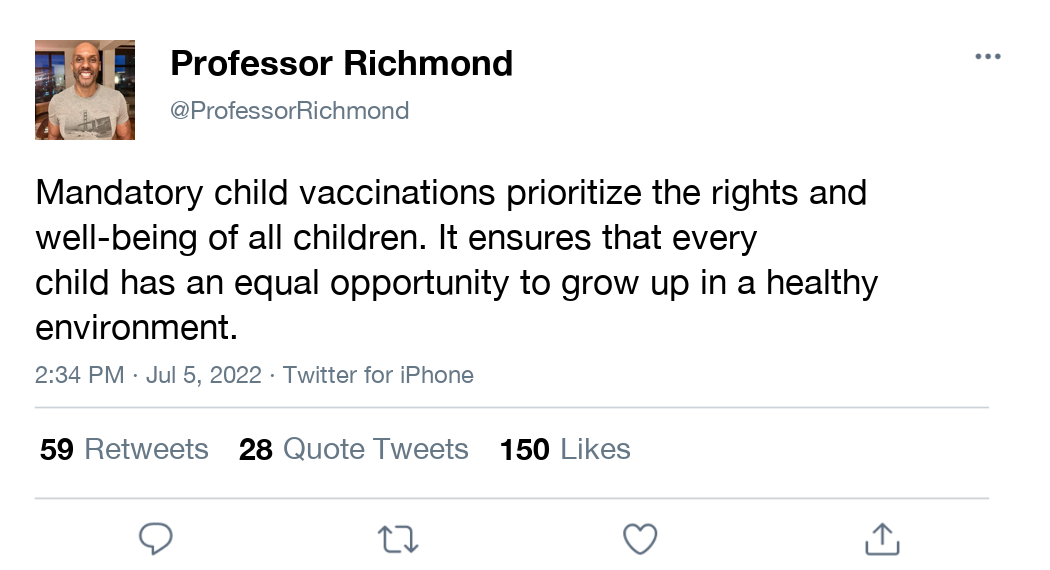 Professor Richmond
@ProfessorRichmond
Mandatory child vaccinations prioritize the rights and
well-being of all children. It ensures that every
child has an equal opportunity to grow up in a healthy
environment.
2:34 PM · Jul 5, 2022 · Twitter for iPhone
59 Retweets 28 Quote Tweets 150 Likes